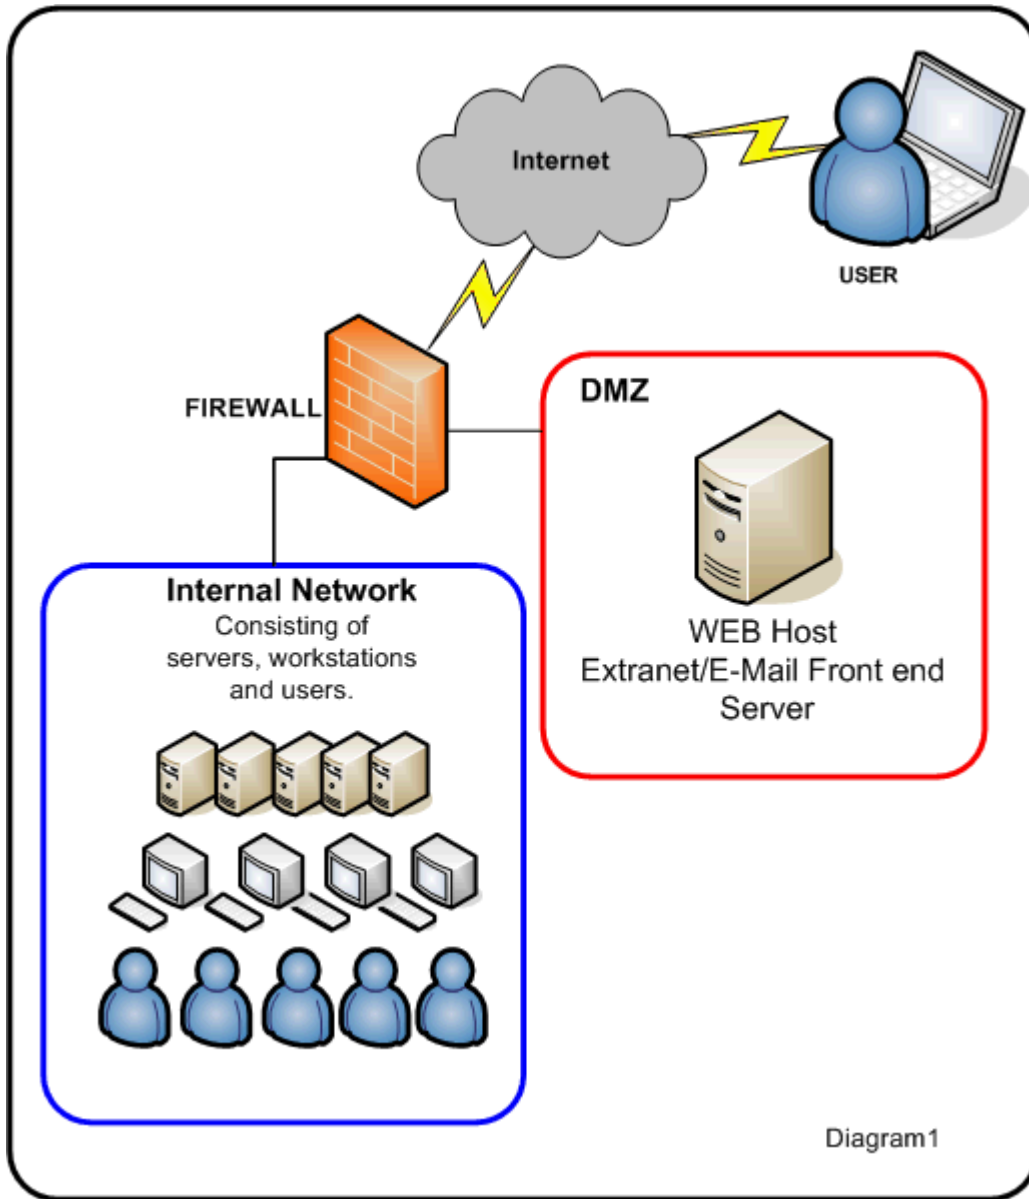 Internet
USER
FIREWALL
DMZ
WEB Host
Extranet/E-Mail Front end
Server
Internal Network
Consisting of
servers, workstations
and users.
Diagram1